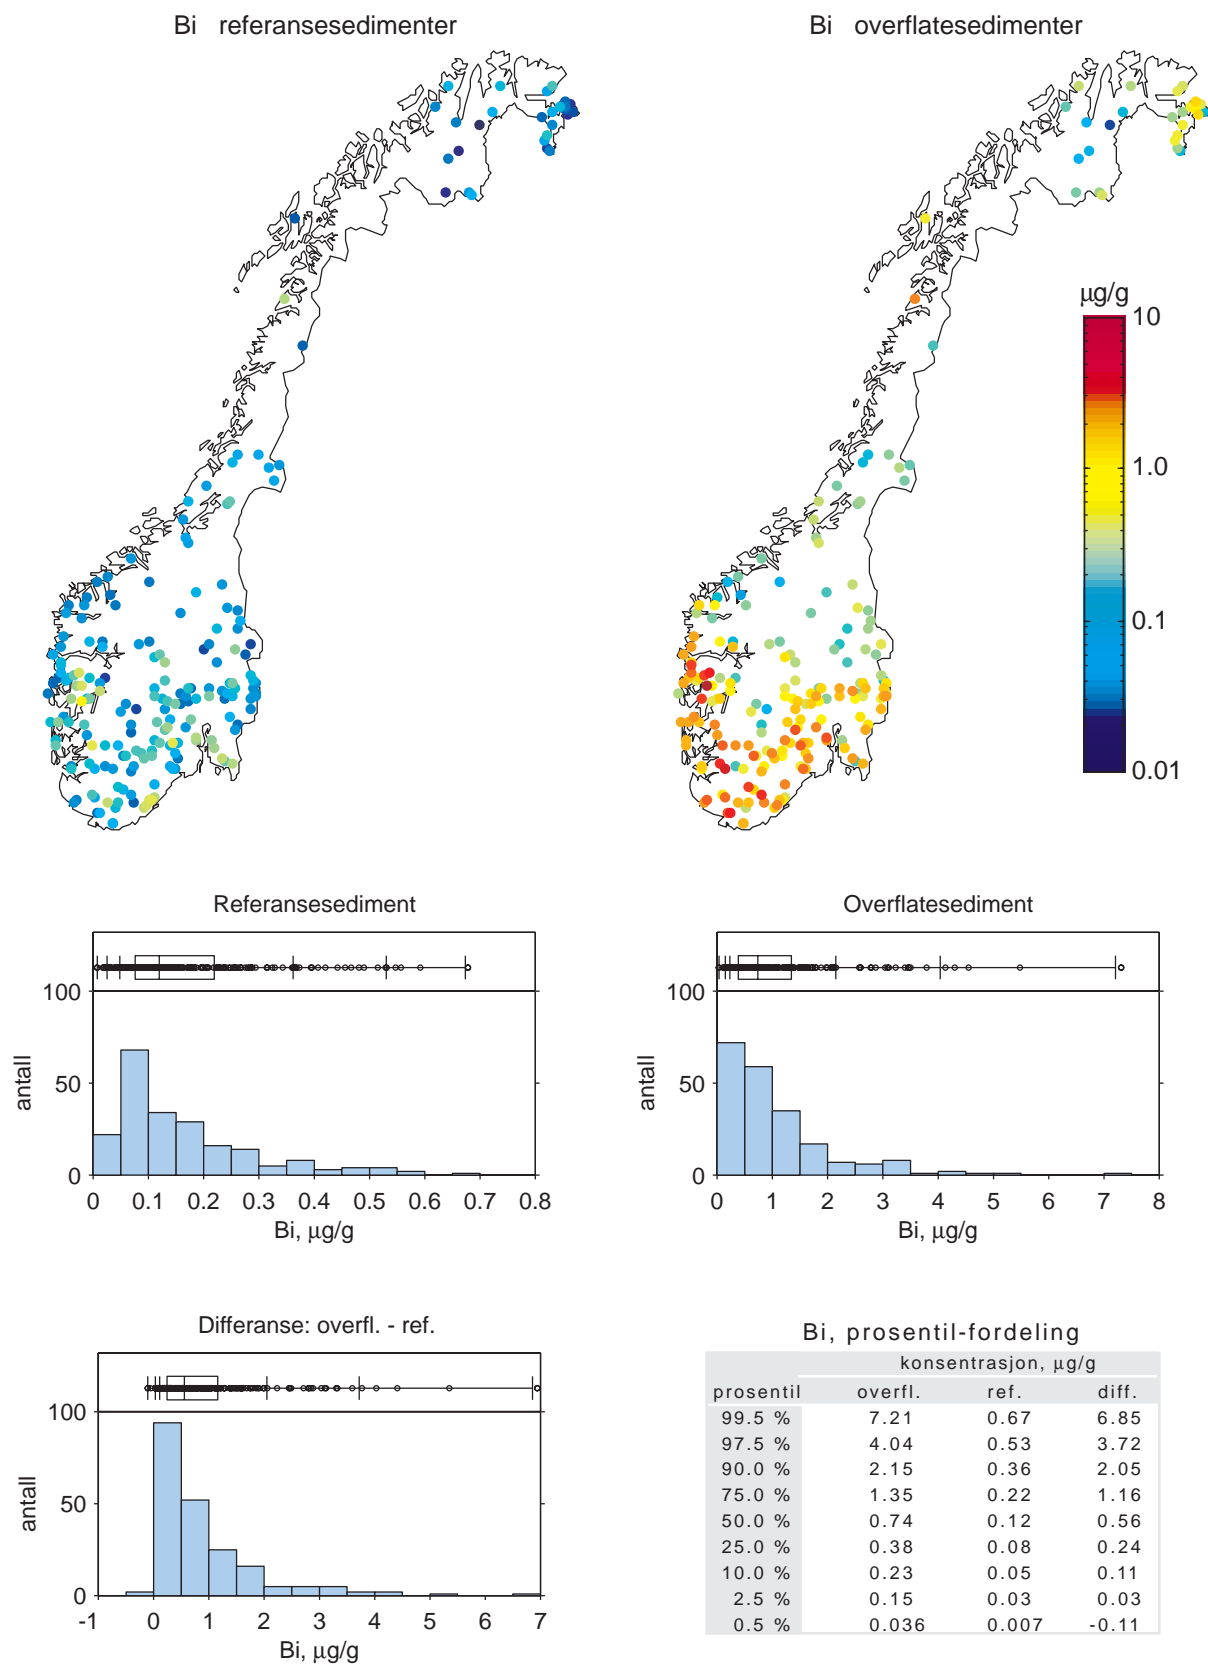 Bi referansesedimenter
Bi overflatesedimenter
µg/g
10
1.0
0.1
0.01
Referansesediment
100
50
0
antall
0 0.1 0.2 0.3 0.4 0.5 0.6 0.7 0.8
Bi, µg/g
Overflatesediment
100
50
0
antall
0 1 2 3 4 5 6 7 8
Bi, µg/g
Differanse: overfl. - ref.
100
50
0
antall
-1 0 1 2 3 4 5 6 7
Bi, µg/g
Bi, prosentil-fordeling
konsentrasjon, µg/g
prosentil overfl. ref. diff.
99.5 % 7.21 0.67 6.85
97.5 % 4.04 0.53 3.72
90.0 % 2.15 0.36 2.05
75.0 % 1.35 0.22 1.16
50.0 % 0.74 0.12 0.56
25.0 % 0.38 0.08 0.24
10.0 % 0.23 0.05 0.11
2.5 % 0.15 0.03 0.03
0.5 % 0.036 0.007 -0.11